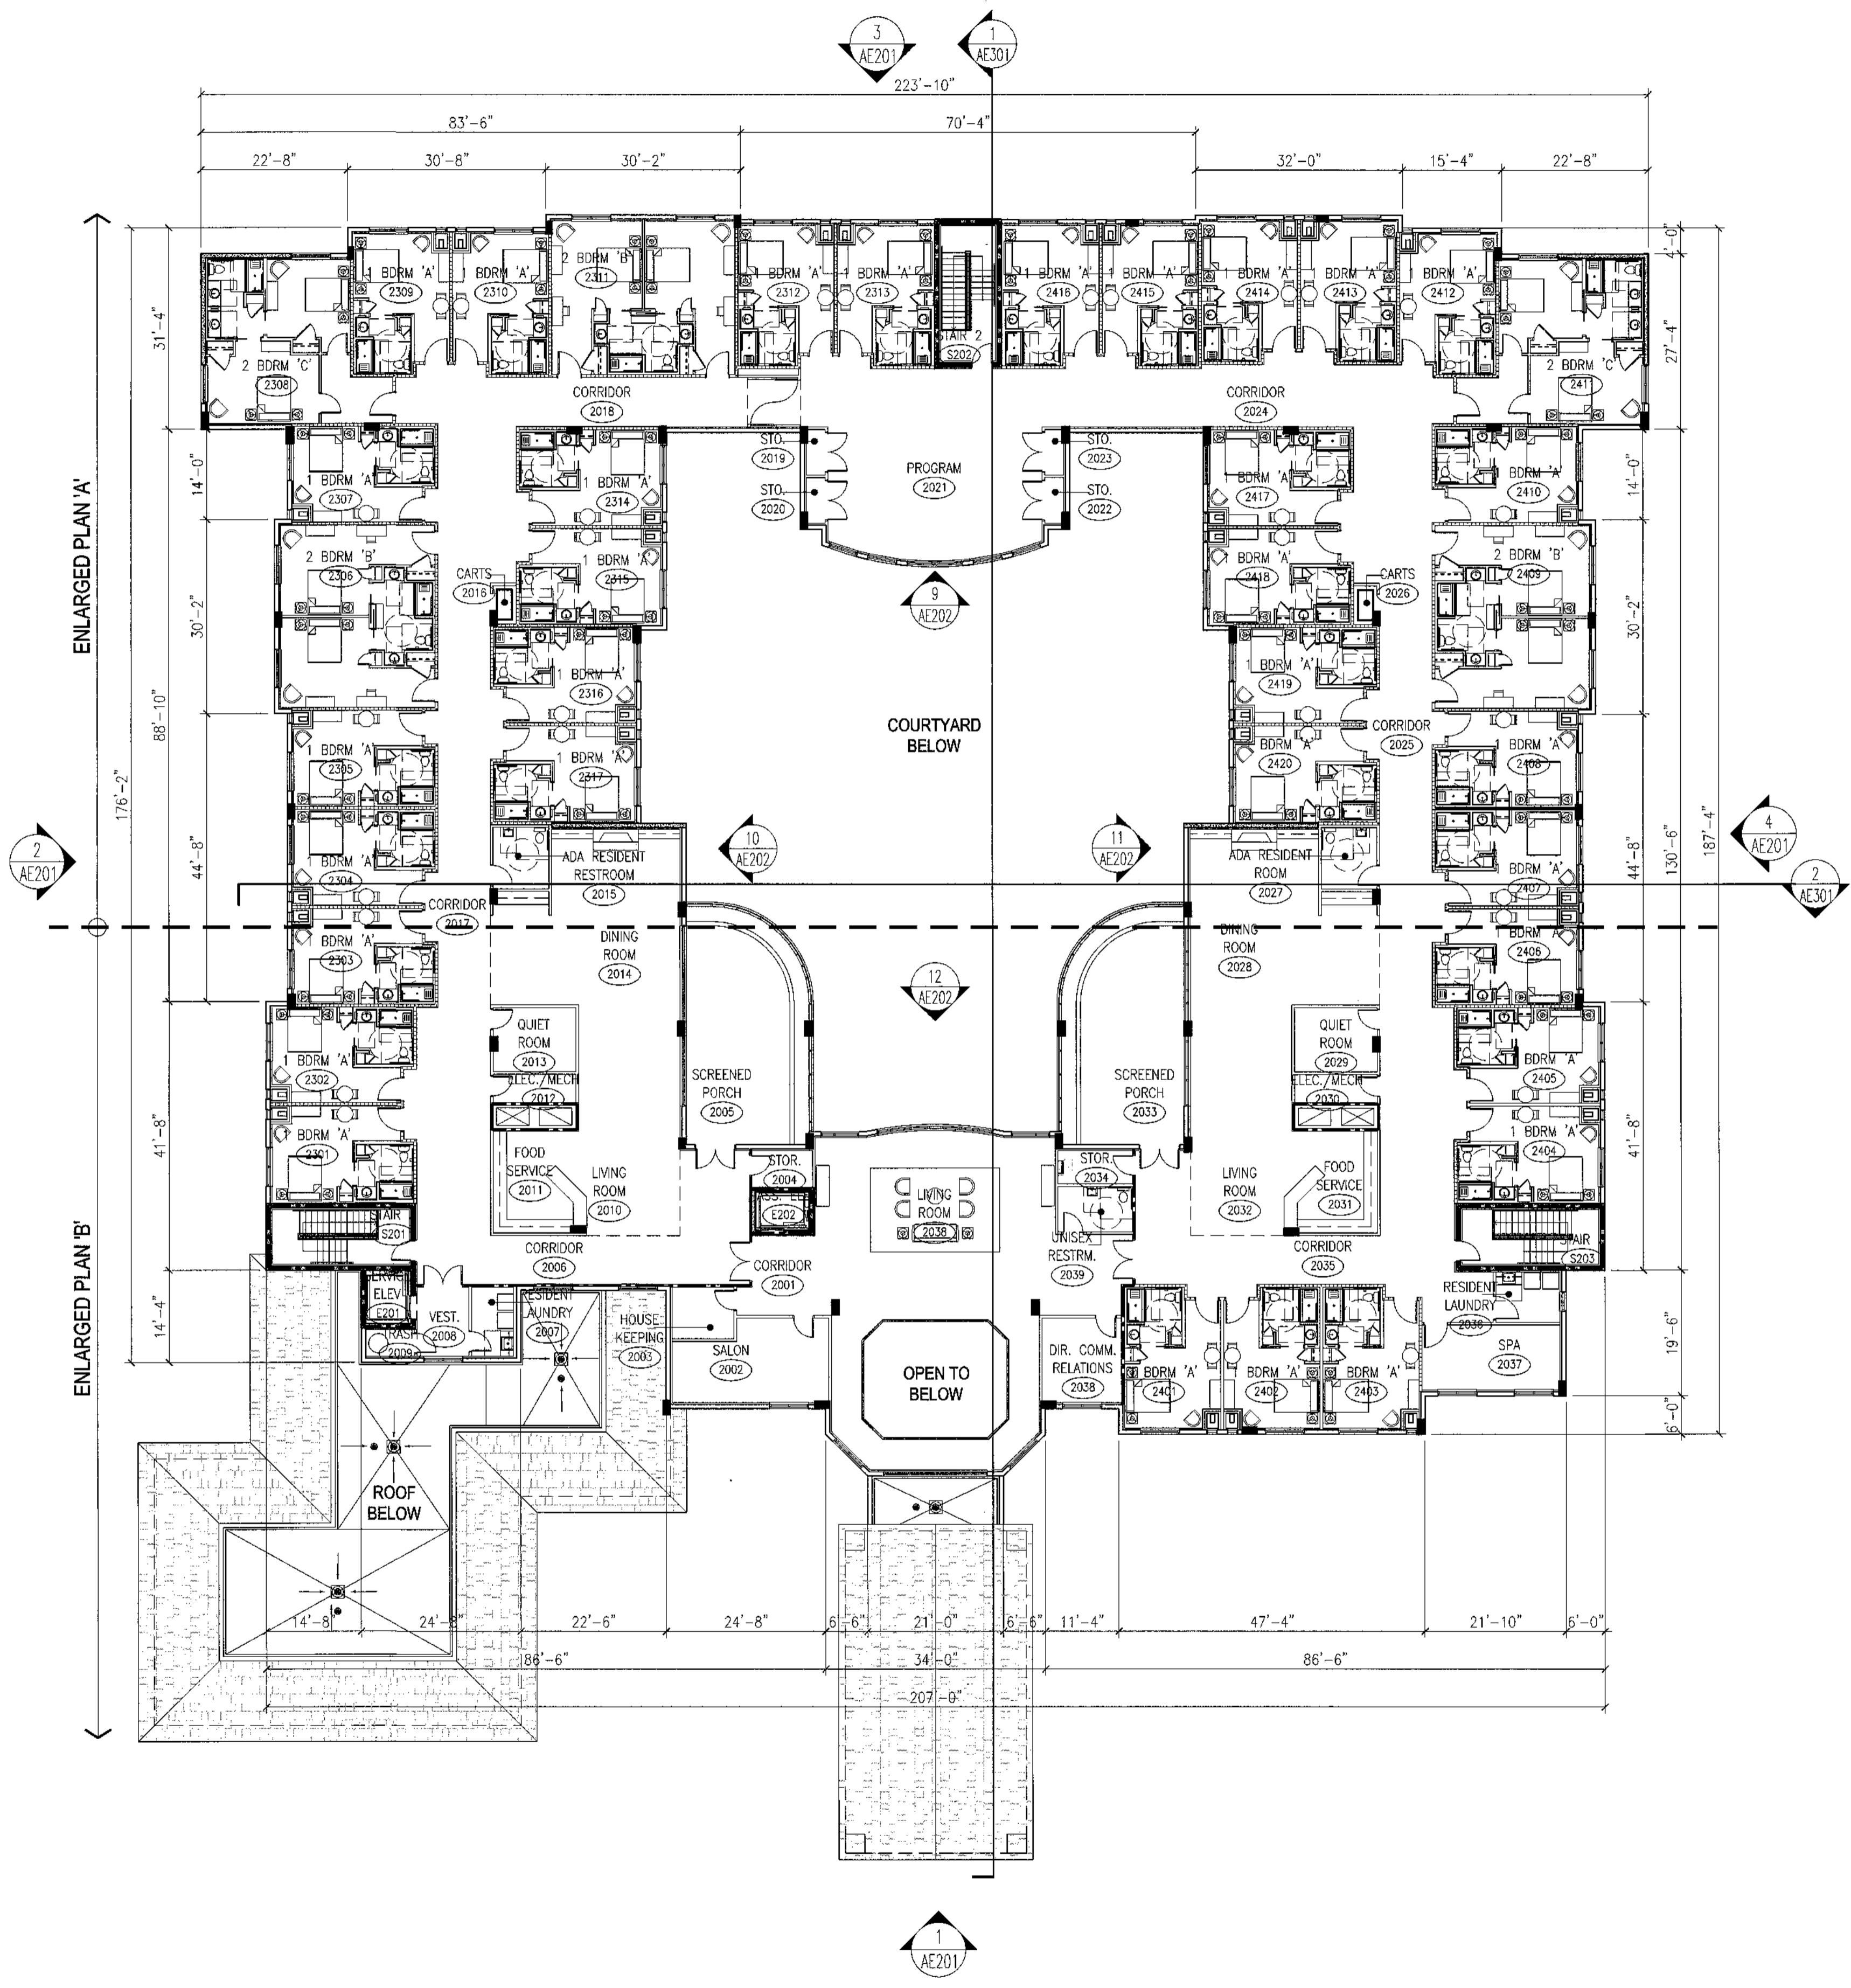 3
AE201
1
AE301
223'-10"
83'-6"
70'-4"
22'-8"
30'-8"
30'-2"
32'-0"
15'-4"
22'-8"
ENLARGED PLAN 'A'
ENLARGED PLAN 'B'
176'-2"
31'-4"
88'-10"
14'-0"
30'-2"
44'-8"
41'-8"
14'-4"
4'-0"
27'-4"
14'-0"
30'-2"
44'-8"
130'-6"
187'-4"
41'-8"
19'-6"
6'-0"
2 BDRM 'C'
2308
1 BDRM 'A'
2309
1 BDRM 'A'
2310
2 BDRM 'B'
2311
1 BDRM 'A'
2312
1 BDRM 'A'
2313
STAIR 2
S202
1 BDRM 'A'
2416
1 BDRM 'A'
2415
1 BDRM 'A'
2414
1 BDRM 'A'
2413
1 BDRM 'A'
2412
2 BDRM 'C'
2411
CORRIDOR
2018
CORRIDOR
2024
STO.
2019
STO.
2020
PROGRAM
2021
STO.
2023
STO.
2022
1 BDRM 'A'
2307
1 BDRM 'A'
2314
1 BDRM 'A'
2417
1 BDRM 'A'
2410
2 BDRM 'B'
2306
CARTS
2016
1 BDRM 'A'
2315
9
AE202
1 BDRM 'A'
2418
CARTS
2026
2 BDRM 'B'
2409
1 BDRM 'A'
2316
1 BDRM 'A'
2419
COURTYARD
BELOW
1 BDRM 'A'
2305
1 BDRM 'A'
2317
BDRM 'A'
2420
CORRIDOR
2025
1 BDRM 'A'
2408
2
AE201
1 BDRM 'A'
2304
ADA RESIDENT
RESTROOM
2015
10
AE202
11
AE202
ADA RESIDENT
ROOM
2027
1 BDRM 'A'
2407
4
AE201
2
AE301
CORRIDOR
2017
1 BDRM 'A'
2303
DINING
ROOM
2014
12
AE202
DINING
ROOM
2028
1 BDRM 'A'
2406
1 BDRM 'A'
2302
QUIET
ROOM
2013
ELEC./MECH
2012
SCREENED
PORCH
2005
SCREENED
PORCH
2033
QUIET
ROOM
2029
ELEC./MECH
2030
1 BDRM 'A'
2405
1 BDRM 'A'
2301
FOOD
SERVICE
2011
LIVING
ROOM
2010
STOR.
2004
E202
LIVING
ROOM
2038
STOR.
2034
LIVING
ROOM
2032
FOOD
SERVICE
2031
1 BDRM 'A'
2404
STAIR
S201
CORRIDOR
2006
CORRIDOR
2001
UNISEX
RESTRM.
2039
CORRIDOR
2035
STAIR
S203
ELEV.
E201
VEST.
2008
2009
2007
HOUSE
KEEPING
2003
SALON
2002
OPEN TO
BELOW
DIR. COMM.
RELATIONS
2038
BDRM 'A'
2401
BDRM 'A'
2402
BDRM 'A'
2403
RESIDENT
LAUNDRY
2036
SPA
2037
ROOF
BELOW
14'-8"
24'-8"
22'-6"
24'-8"
6'-6"
21'-0"
6'-6"
11'-4"
47'-4"
21'-10"
6'-0"
86'-6"
34'-0"
86'-6"
207'-0"
1
AE201